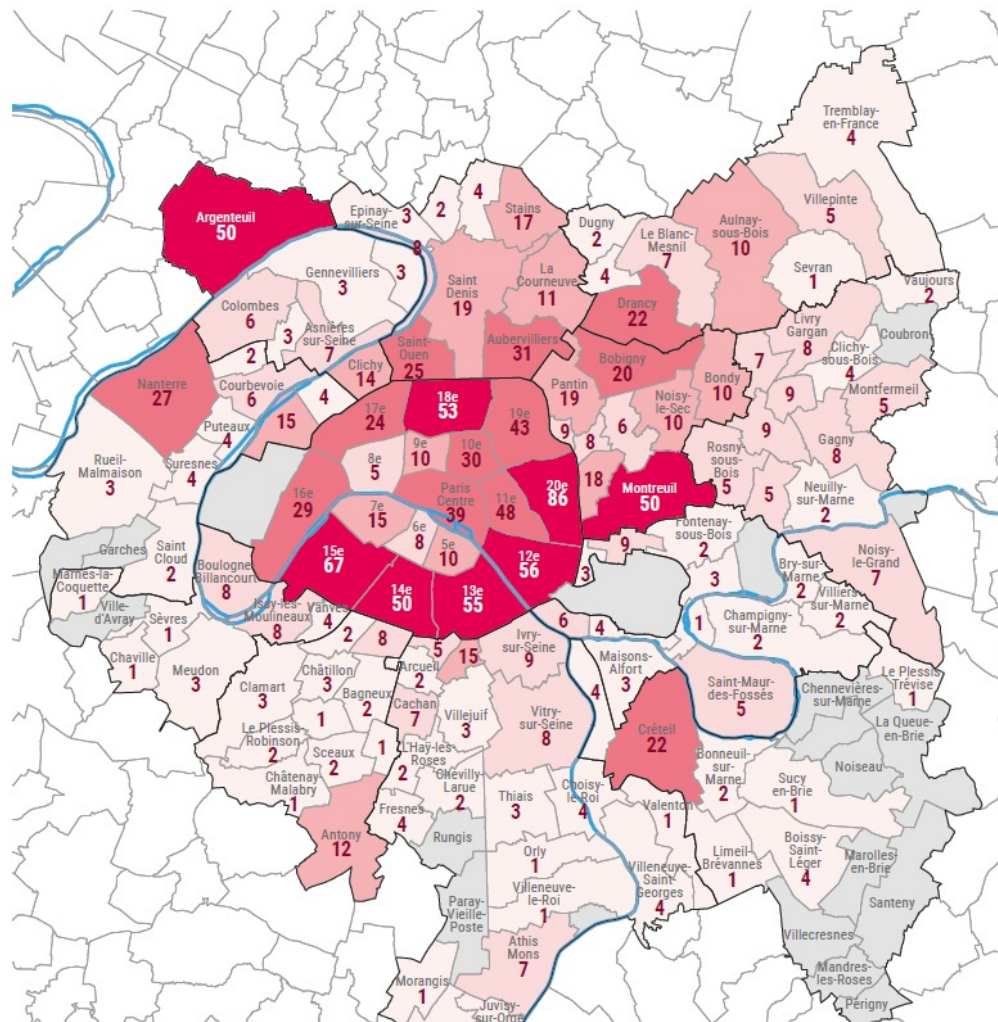 Tremblay-
en-France
4
Argenteuil
50
Epinay-
sur-Seine
3
8
2
4
Stains
17
Dugny
2
4
Le Blanc-
Mesnil
7
Aulnay-
sous-Bois
10
Villepinte
5
Sevran
1
Vaujours
2
Gennevilliers
3
3
Colombes
6
3
2
Asnières
sur-Seine
7
Saint
Denis
19
La
Courneuve
11
Drancy
22
Livry
Gargan
8
Coubron
Clichy-
sous-Bois
4
Montfermeil
5
Nanterre
27
Courbevoie
6
15
4
Clichy
14
Saint-
Ouen
25
Aubervilliers
31
Bobigny
20
Pantin
19
Noisy-
le-Sec
10
Bondy
10
7
9
9
Gagny
8
Puteaux
4
Suresnes
4
Rueil-
Malmaison
3
17e
24
18e
53
19e
43
9
8
6
18
8e
5
9e
10
10e
30
20e
86
Montreuil
50
Rosny
sous-
Bois
5
5
Neuilly-
sur-Marne
2
16e
29
7e
15
Paris
Centre
39
11e
48
6e
8
5e
10
15e
67
14e
50
13e
55
12e
56
3
9
Fontenay-
sous-Bois
2
3
Bry-sur-
Marne
2
Noisy-
le-Grand
7
Villiers-
sur-Marne
2
Garches
Saint
Cloud
2
Marnes-la-
Coquette
1
Ville-
d'Avray
Sèvres
1
Boulogne
Billancourt
8
Issy-les-
Moulineaux
8
Vanves
4
2
8
5
15
Ivry-
sur-Seine
9
6
4
Maisons-
Alfort
3
4
1
Champigny-
sur-Marne
2
Chaville
1
Meudon
3
Clamart
3
Châtillon
3
Bagneux
2
1
Arcueil
2
Cachan
7
Villejuif
3
Vitry-
sur-Seine
8
Créteil
22
Saint-Maur-
des-Fossés
5
Chennevières-
sur-Marne
Le Plessis
Trévise
1
La Queue-
en-Brie
Noiseau
Le Plessis-
Robinson
2
Sceaux
2
1
Châtenay-
Malabry
1
L'Haÿ-les-
Roses
2
Chevilly-
Larue
2
Fresnes
4
Rungis
Thiais
3
Choisy-
le-Roi
4
Bonneuil-
sur-
Marne
2
Sucy
en-Brie
1
Valenton
1
Antony
12
Orly
1
Villeneuve-
le-Roi
1
Villeneuve-
Saint-
Georges
4
Limeil-
Brévannes
1
Boissy-
Saint-
Léger
4
Marolles-
en-Brie
Santeny
Villecresnes
Mandres-
les-Roses
Périgny
Paray-
Vieille-
Poste
Athis
Mons
7
Morangis
1
Juvisy-
sur-Orge